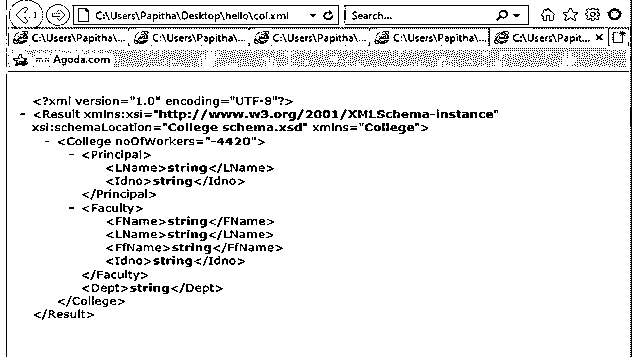 C:\Users\Papitha\Desktop\hello\col.xml
Search...
C:\Users\Papitha\... C:\Users\Papitha\... C:\Users\Papitha\... C:\Users\Papitha\... C:\Users\Papit...
Agoda.com
<?xml version="1.0" encoding="UTF-8"?>
- <Result xmlns:xsi="http://www.w3.org/2001/XMLSchema-instance"
xsi:schemaLocation="College schema.xsd" xmlns="College">
- <College noOfWorkers="-4420">
- <Principal>
<LName>string</LName>
<Idno>string</Idno>
</Principal>
- <Faculty>
<FName>string</FName>
<LName>string</LName>
<FfName>string</FfName>
<Idno>string</Idno>
</Faculty>
<Dept>string</Dept>
</College>
</Result>